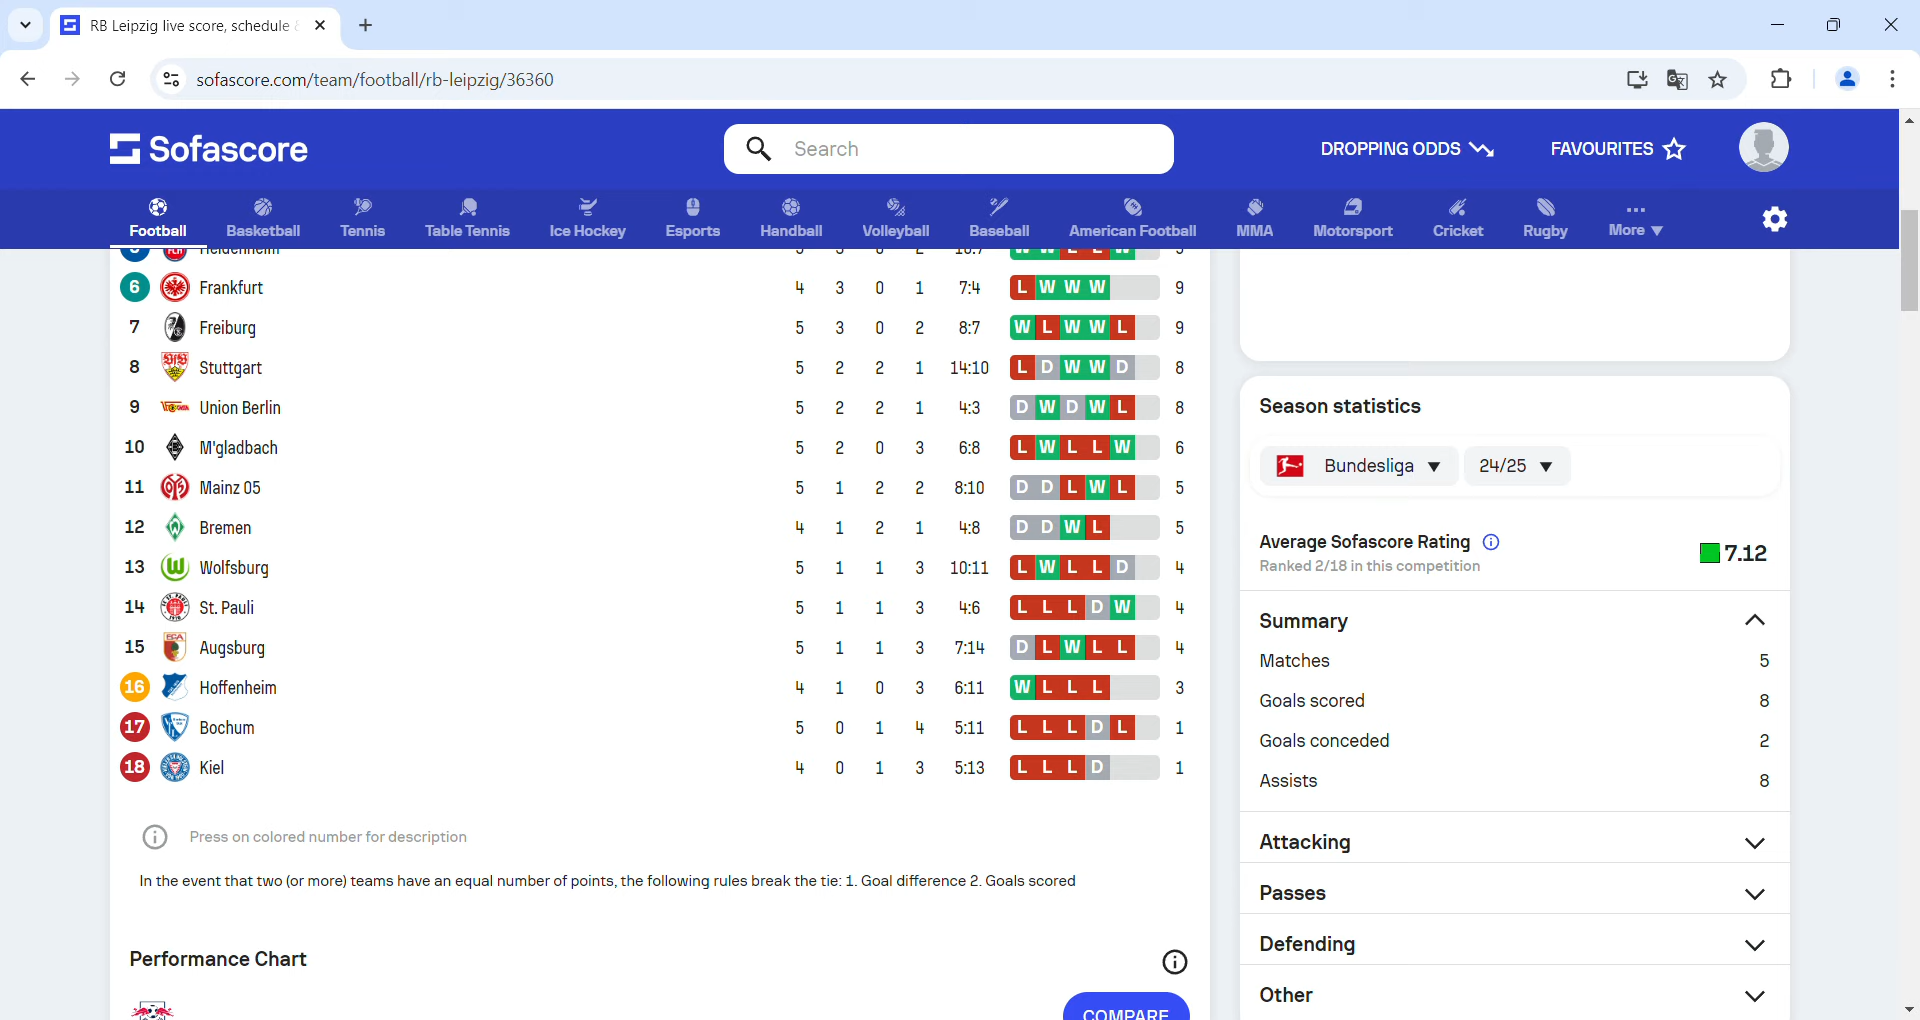 RB Leipzig live score, schedule
sofascore.com/team/football/rb-leipzig/36360
Sofascore
Search
DROPPING ODDS
FAVOURITES
Football
Basketball
Tennis
Table Tennis
Ice Hockey
Esports
Handball
Volleyball
Baseball
American Football
MMA
Motorsport
Cricket
Rugby
More
6 Frankfurt 4 3 0 1 7:4 L W W W 9
7 Freiburg 5 3 0 2 8:7 W L W W L 9
8 Stuttgart 5 2 2 1 14:10 L D W W D 8
9 Union Berlin 5 2 2 1 4:3 D W D W L 8
10 M'gladbach 5 2 0 3 6:8 L W L L W 6
11 Mainz 05 5 1 2 2 8:10 D D L W L 5
12 Bremen 4 1 2 1 4:8 D D W L 5
13 Wolfsburg 5 1 1 3 10:11 L W L L D 4
14 St. Pauli 5 1 1 3 4:6 L L L D W 4
15 Augsburg 5 1 1 3 7:14 D L W L L 4
16 Hoffenheim 4 1 0 3 6:11 W L L L 3
17 Bochum 5 0 1 4 5:11 L L L D L 1
18 Kiel 4 0 1 3 5:13 L L L D 1
Press on colored number for description
In the event that two (or more) teams have an equal number of points, the following rules break the tie: 1. Goal difference 2. Goals scored
Performance Chart
COMPARE
Season statistics
Bundesliga
24/25
Average Sofascore Rating
7.12
Ranked 2/18 in this competition
Summary
Matches 5
Goals scored 8
Goals conceded 2
Assists 8
Attacking
Passes
Defending
Other